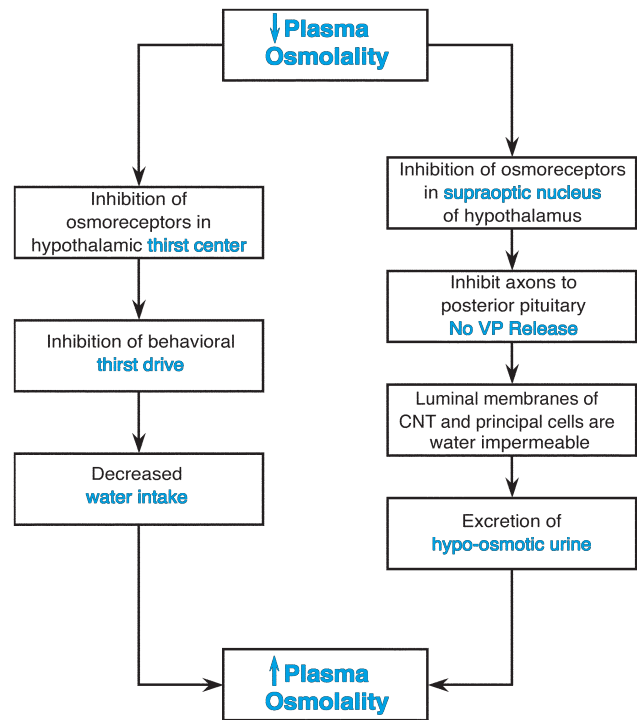 ↓Plasma
Osmolality
Inhibition of
osmoreceptors in
hypothalamic thirst center
Inhibition of behavioral
thirst drive
Decreased
water intake
Inhibition of osmoreceptors
in supraoptic nucleus
of hypothalamus
Inhibit axons to
posterior pituitary
No VP Release
Luminal membranes of
CNT and principal cells are
water impermeable
Excretion of
hypo-osmotic urine
↑Plasma
Osmolality